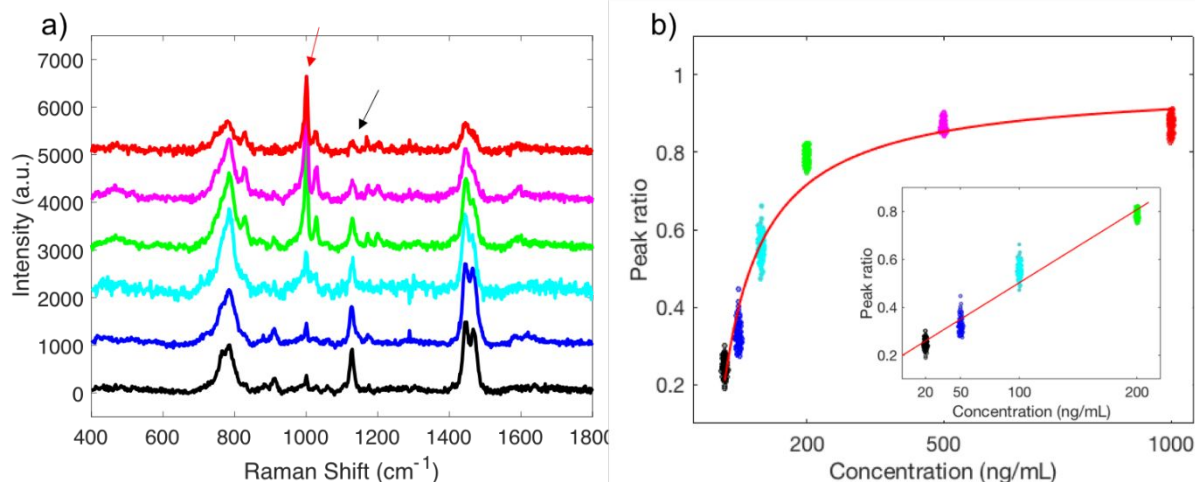 a)
7000
6000
5000
4000
3000
2000
1000
0
Intensity (a.u.)
400 600 800 1000 1200 1400 1600 1800
Raman Shift (cm-1)
b)
1
0.8
0.6
0.4
0.2
Peak ratio
200 500 1000
Concentration (ng/mL)
0.8
0.6
0.4
0.2
Peak ratio
20 50 100 200
Concentration (ng/mL)